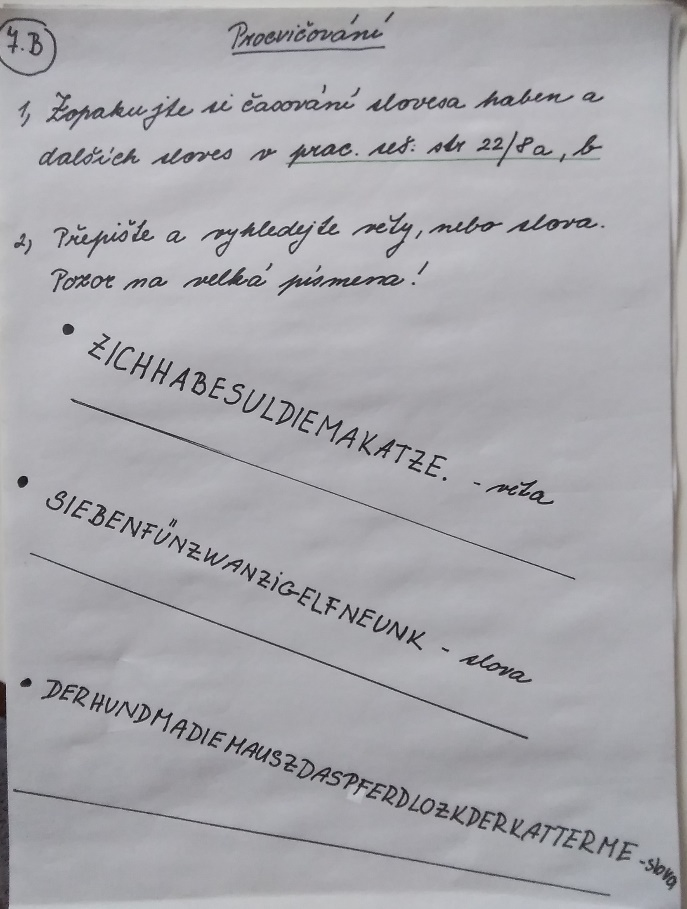 7.B
Procvičování
1, Zopakujte si časování slovesa haben a
dalších sloves v prac. seš. str 22/8a, b
2, Přepište a vyhledejte věty, nebo slova.
Pozor na velká písmena!
• ZICHHABESULDIEMAKATZE. - věta
• SIEBENFÜNZWANZIGELFNEUNK - slova
• DERHUNDMADIEMAUSZDASPFERDLOZKDERKATTERME - slova